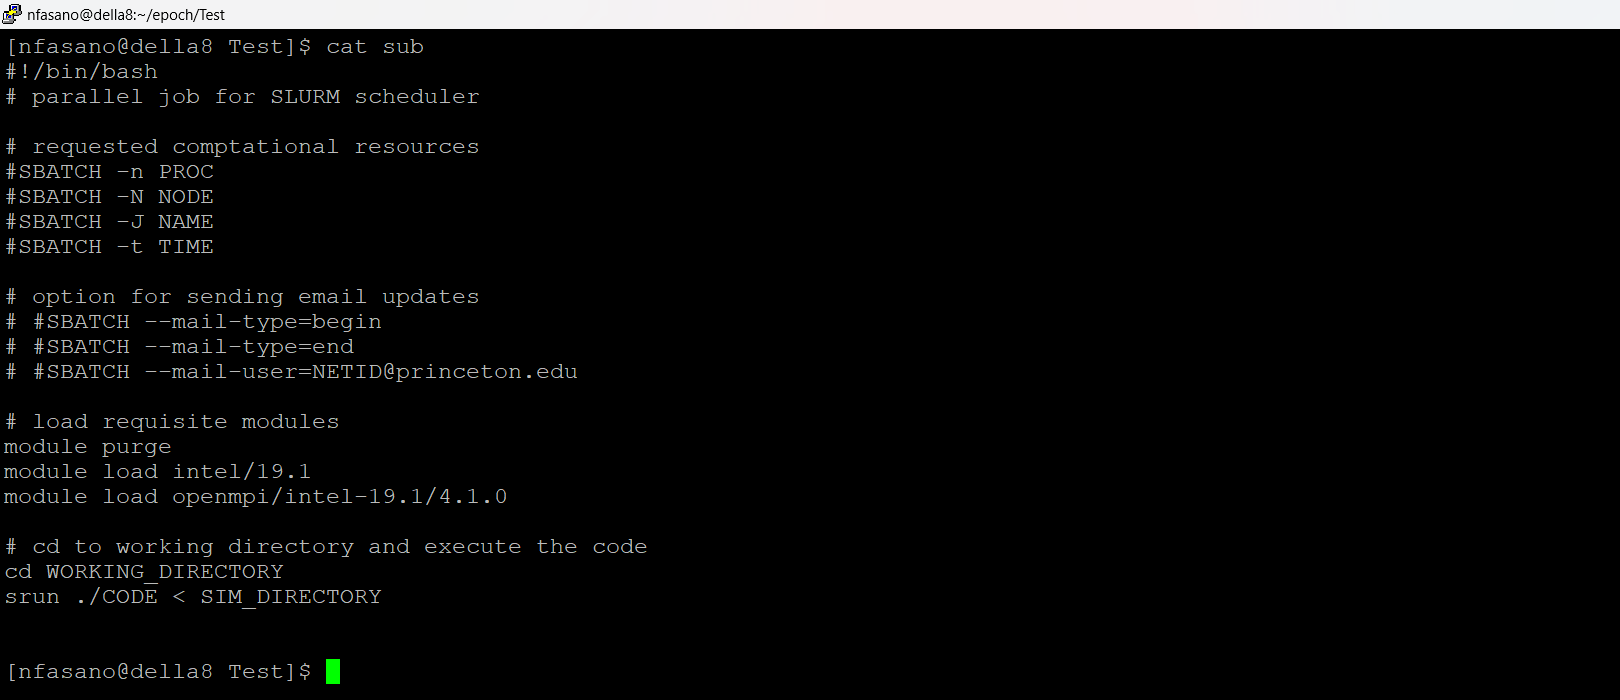 nfasano@della8:~/epoch/Test
[nfasano@della8 Test]$ cat sub
#!/bin/bash
# parallel job for SLURM scheduler
# requested comptational resources
#SBATCH -n PROC
#SBATCH -N NODE
#SBATCH -J NAME
#SBATCH -t TIME
# option for sending email updates
# #SBATCH --mail-type=begin
# #SBATCH --mail-type=end
# #SBATCH --mail-user=NETID@princeton.edu
# load requisite modules
module purge
module load intel/19.1
module load openmpi/intel-19.1/4.1.0
# cd to working directory and execute the code
cd WORKING_DIRECTORY
srun ./CODE < SIM_DIRECTORY
[nfasano@della8 Test]$